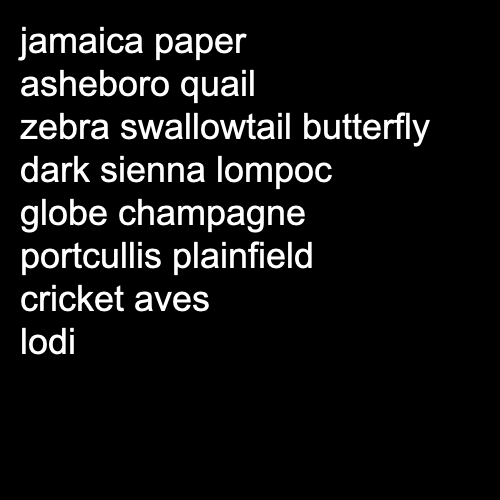 jamaica paper
asheboro quail
zebra swallowtail butterfly
dark sienna lompoc
globe champagne
portcullis plainfield
cricket aves
lodi